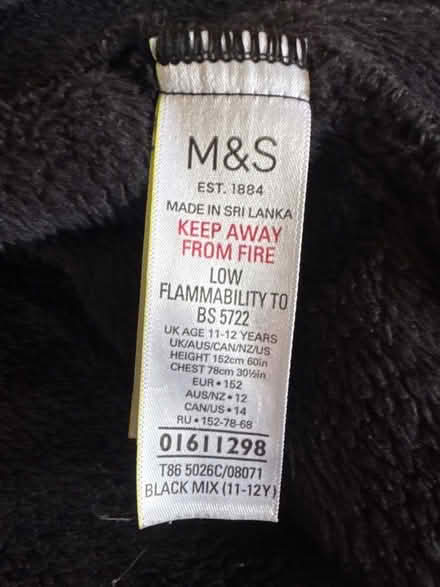 M&S
EST. 1884
MADE IN SRI LANKA
KEEP AWAY
FROM FIRE
LOW
FLAMMABILITY TO
BS 5722
UK AGE 11-12 YEARS
UK/AUS/CAN/NZ/US
HEIGHT 152cm 60in
CHEST 78cm 30½in
EUR • 152
AUS/NZ • 12
CAN/US • 14
RU • 152-78-68
01611298
T86 5026C/08071
BLACK MIX (11-12Y)